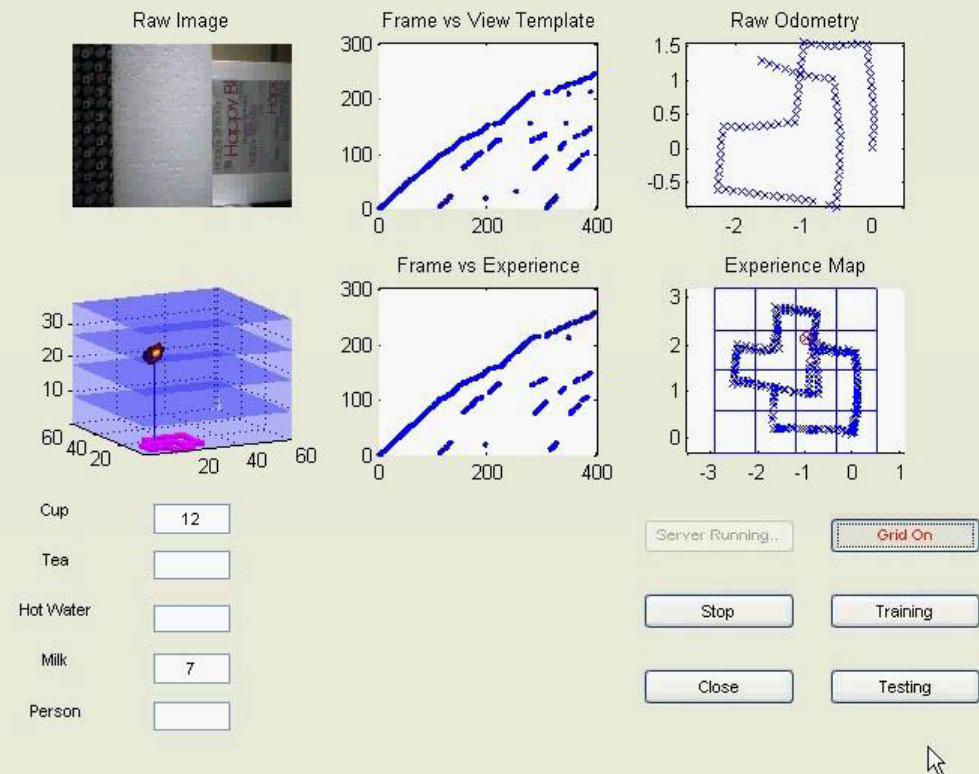 Raw Image
Happy Bi
Happy
Frame vs View Template
300
200
100
0
0 200 400
Raw Odometry
1.5
1
0.5
0
-0.5
-2 -1 0
30
20
10
60 40 20
20 40 60
Frame vs Experience
300
200
100
0
0 200 400
Experience Map
3
2
1
0
-3 -2 -1 0 1
Cup 12
Tea
Hot Water
Milk 7
Person
Server Running.. Grid On
Stop Training
Close Testing